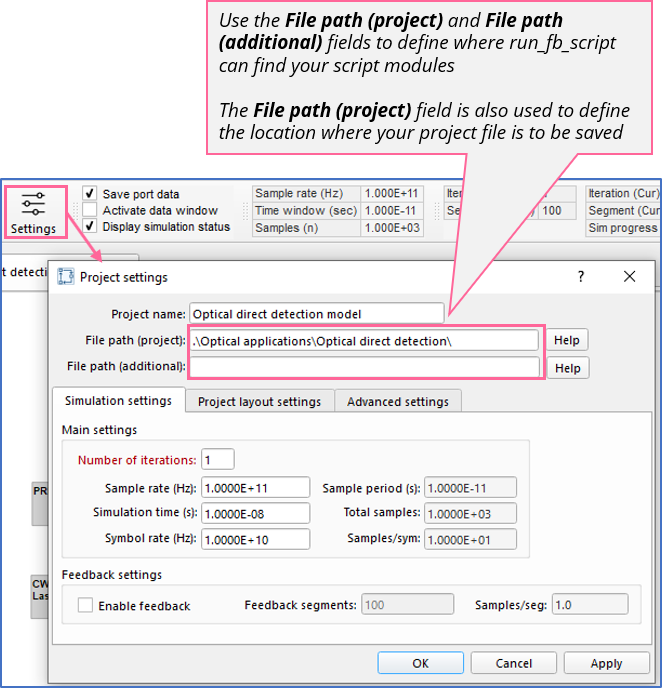 Use the File path (project) and File path
(additional) fields to define where run_fb_script
can find your script modules
The File path (project) field is also used to define
the location where your project file is to be saved
Settings
Save port data
Activate data window
Display simulation status
Sample rate (Hz) 1.000E+11
Time window (sec) 1.000E-11
Samples (n) 1.000E+03
100
Iteration (Cur)
Segment (Cur
Sim progress
t detecti
Project settings
? ×
Project name: Optical direct detection model
File path (project): .\Optical applications\Optical direct detection\ Help
File path (additional): Help
Simulation settings Project layout settings Advanced settings
Main settings
Number of iterations: 1
Sample rate (Hz): 1.0000E+11 Sample period (s): 1.0000E-11
Simulation time (s): 1.0000E-08 Total samples: 1.0000E+03
Symbol rate (Hz): 1.0000E+10 Samples/sym: 1.0000E+01
Feedback settings
Enable feedback Feedback segments: 100 Samples/seg: 1.0
OK Cancel Apply
PR
CW
Las